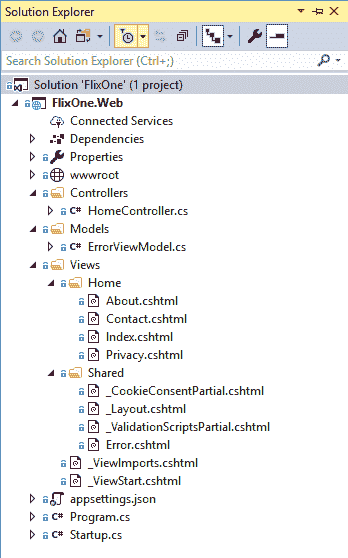 Solution Explorer
Search Solution Explorer (Ctrl+;)
Solution 'FlixOne' (1 project)
FlixOne.Web
Connected Services
Dependencies
Properties
wwwroot
Controllers
C# HomeController.cs
Models
C# ErrorViewModel.cs
Views
Home
About.cshtml
Contact.cshtml
Index.cshtml
Privacy.cshtml
Shared
_CookieConsentPartial.cshtml
_Layout.cshtml
_ValidationScriptsPartial.cshtml
Error.cshtml
_ViewImports.cshtml
_ViewStart.cshtml
appsettings.json
C# Program.cs
C# Startup.cs